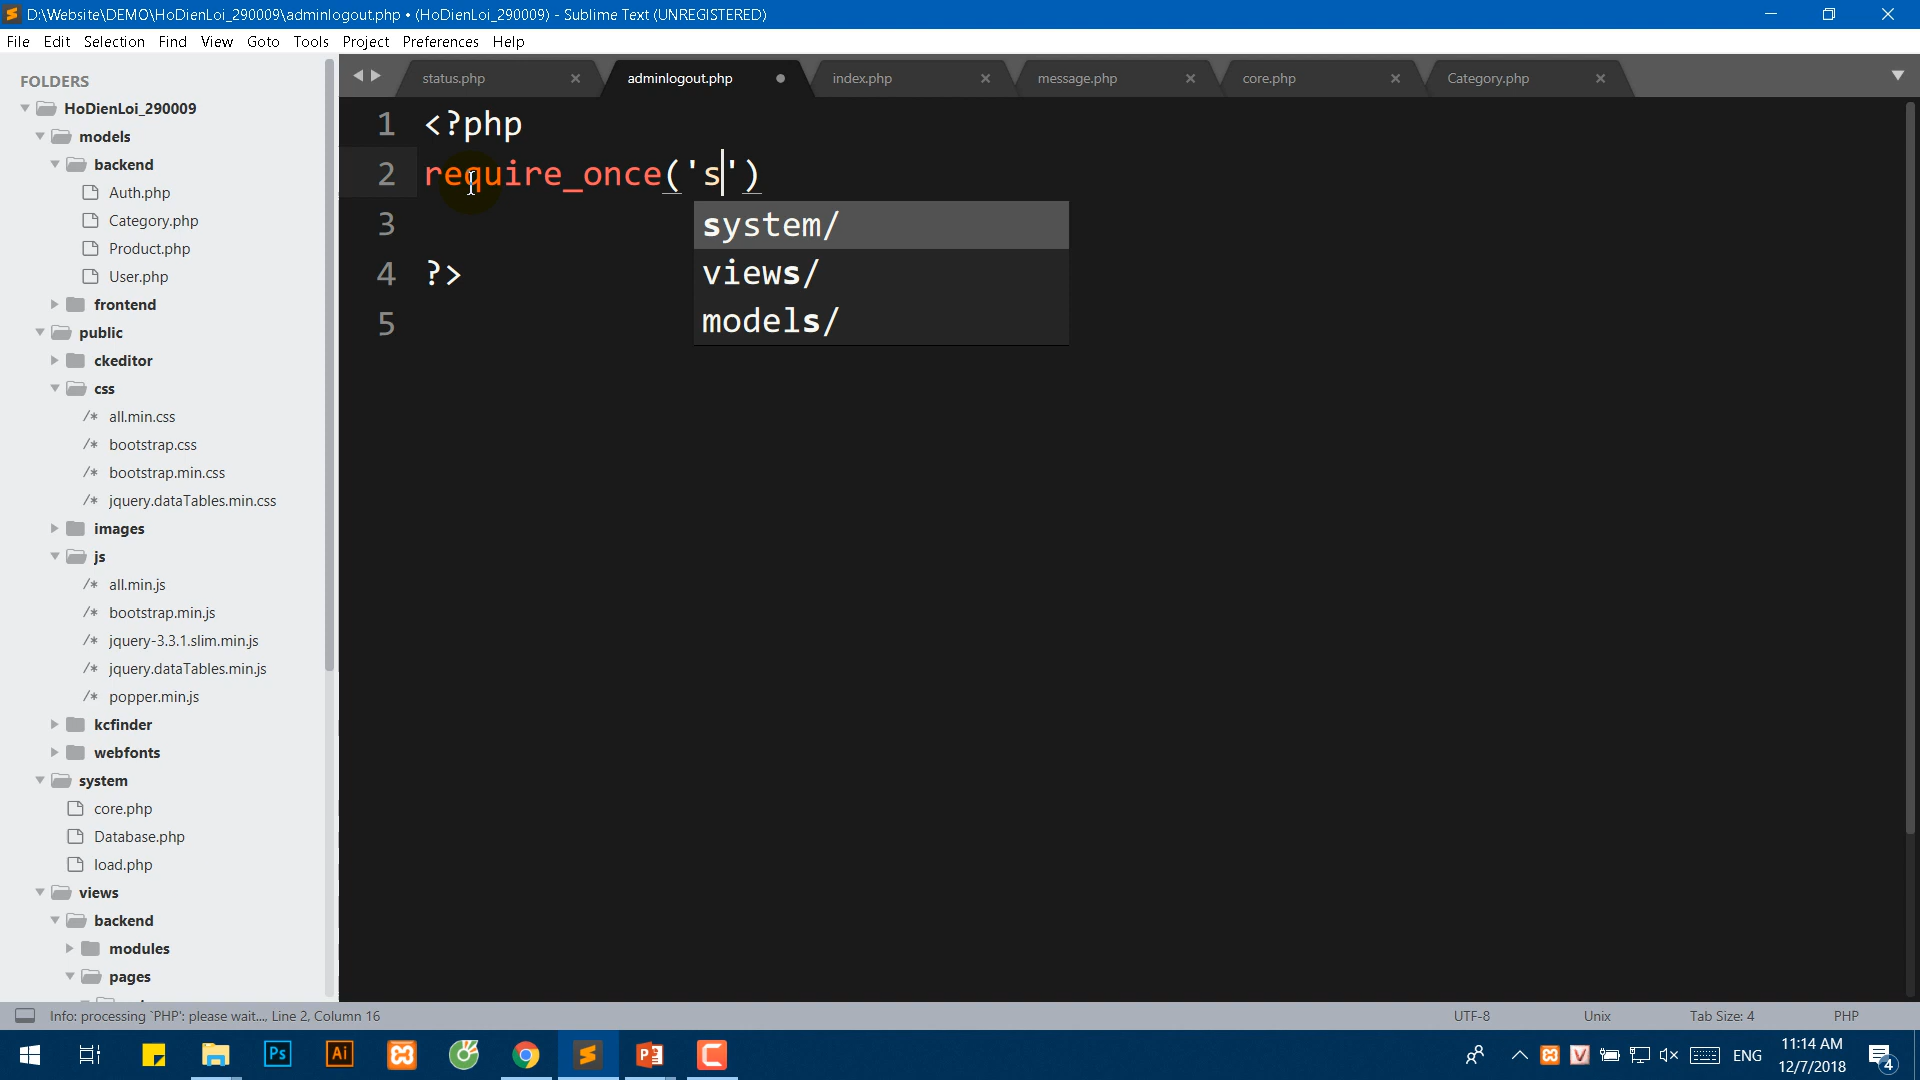 D:\Website\DEMO\HoDienLoi_290009\adminlogout.php • (HoDienLoi_290009) - Sublime Text (UNREGISTERED)
File Edit Selection Find View Goto Tools Project Preferences Help
FOLDERS
HoDienLoi_290009
models
backend
Auth.php
Category.php
Product.php
User.php
frontend
public
ckeditor
css
/* all.min.css
/* bootstrap.css
/* bootstrap.min.css
/* jquery.dataTables.min.css
images
js
/* all.min.js
/* bootstrap.min.js
/* jquery-3.3.1.slim.min.js
/* jquery.dataTables.min.js
/* popper.min.js
kcfinder
webfonts
system
core.php
Database.php
load.php
views
backend
modules
pages
status.php adminlogout.php index.php message.php core.php Category.php
1 <?php
2 require_once('s')
3
4 ?>
5
system/
views/
models/
Info: processing `PHP': please wait..., Line 2, Column 16 UTF-8 Unix Tab Size: 4 PHP
Ps Ai ENG 11:14 AM
12/7/2018 4